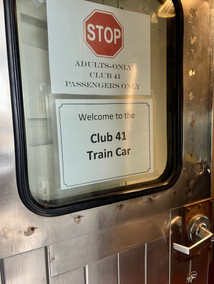 STOP
ADULTS-ONLY
CLUB 41
PASSENGERS ONLY
Welcome to the
Club 41
Train Car